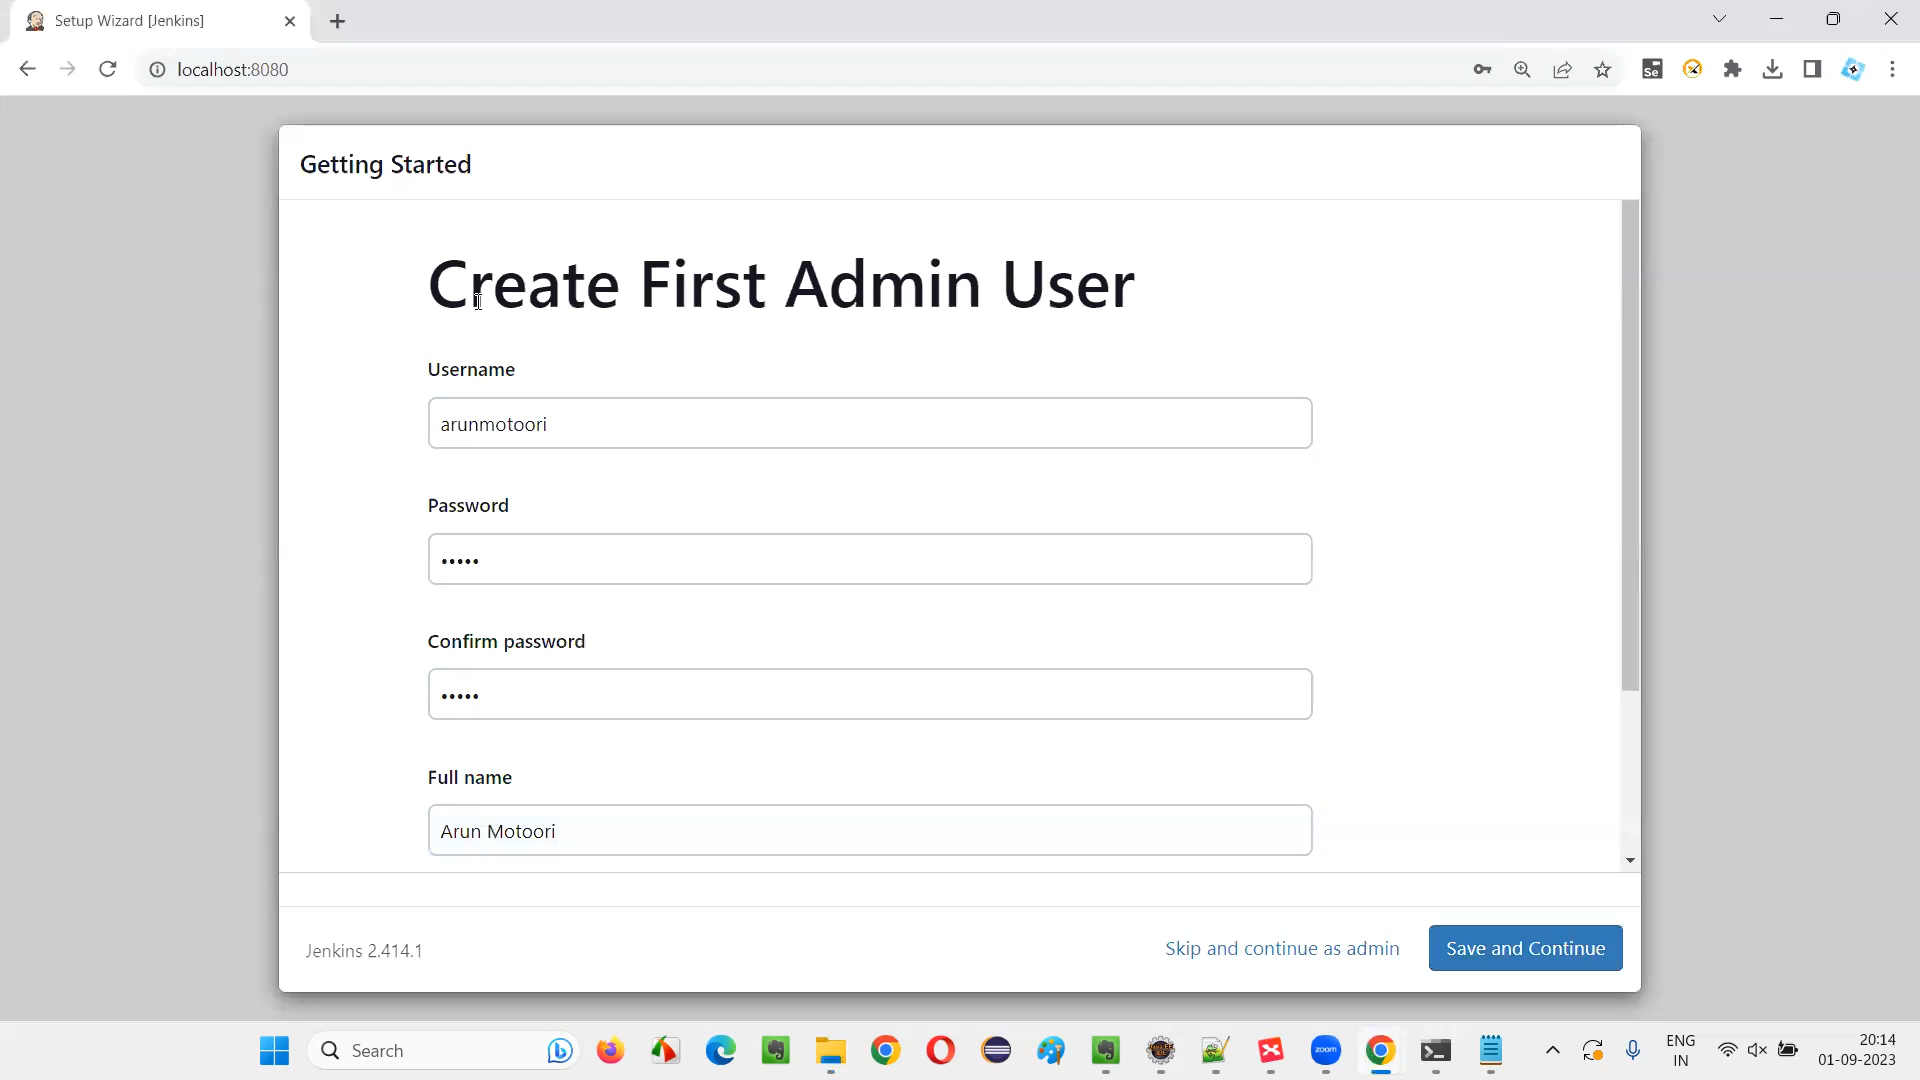 Setup Wizard [Jenkins]
localhost:8080
Se
Getting Started
Create First Admin User
Username
arunmotoori
Password
•••••
Confirm password
•••••
Full name
Arun Motoori
Jenkins 2.414.1
Skip and continue as admin
Save and Continue
Search
zoom
ENG
IN
20:14
01-09-2023